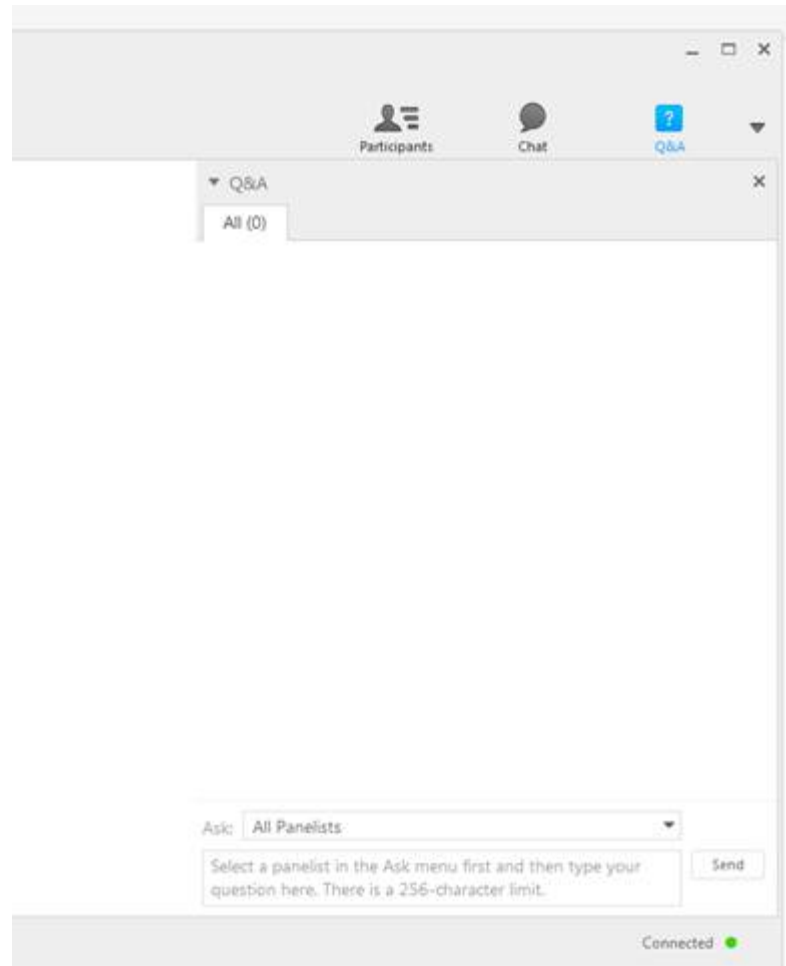 Participants Chat Q&A
Q&A
All (0)
Ask: All Panelists
Select a panelist in the Ask menu first and then type your
question here. There is a 256-character limit.
Send
Connected